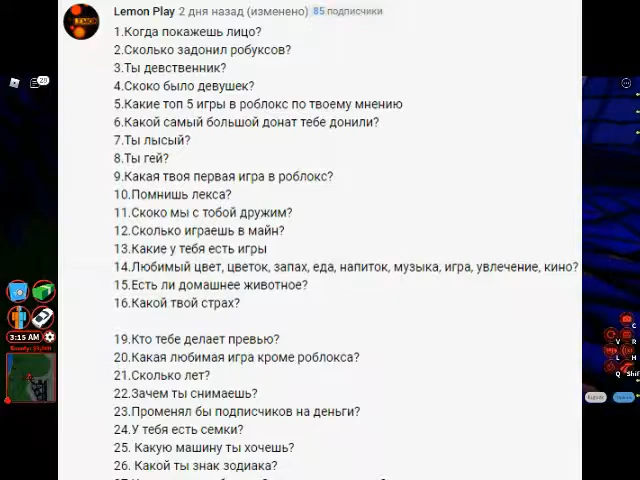 Lemon Play 2 дня назад (изменено) 85 подписчики
1.Когда покажешь лицо?
2.Сколько задонил робуксов?
3.Ты девственник?
4.Скоко было девушек?
5.Какие топ 5 игры в роблокс по твоему мнению
6.Какой самый большой донат тебе донили?
7.Ты лысый?
8.Ты гей?
9.Какая твоя первая игра в роблокс?
10.Помнишь лекса?
11.Скоко мы с тобой дружим?
12.Сколько играешь в майн?
13.Какие у тебя есть игры
14.Любимый цвет, цветок, запах, еда, напиток, музыка, игра, увлечение, кино?
15.Есть ли домашнее животное?
16.Какой твой страх?
19.Кто тебе делает превью?
20.Какая любимая игра кроме роблокса?
21.Сколько лет?
22.Зачем ты снимаешь?
23.Променял бы подписчиков на деньги?
24.У тебя есть семки?
25. Какую машину ты хочешь?
26. Какой ты знак зодиака?
3:15 AM
C
V R
L H
Q Shif